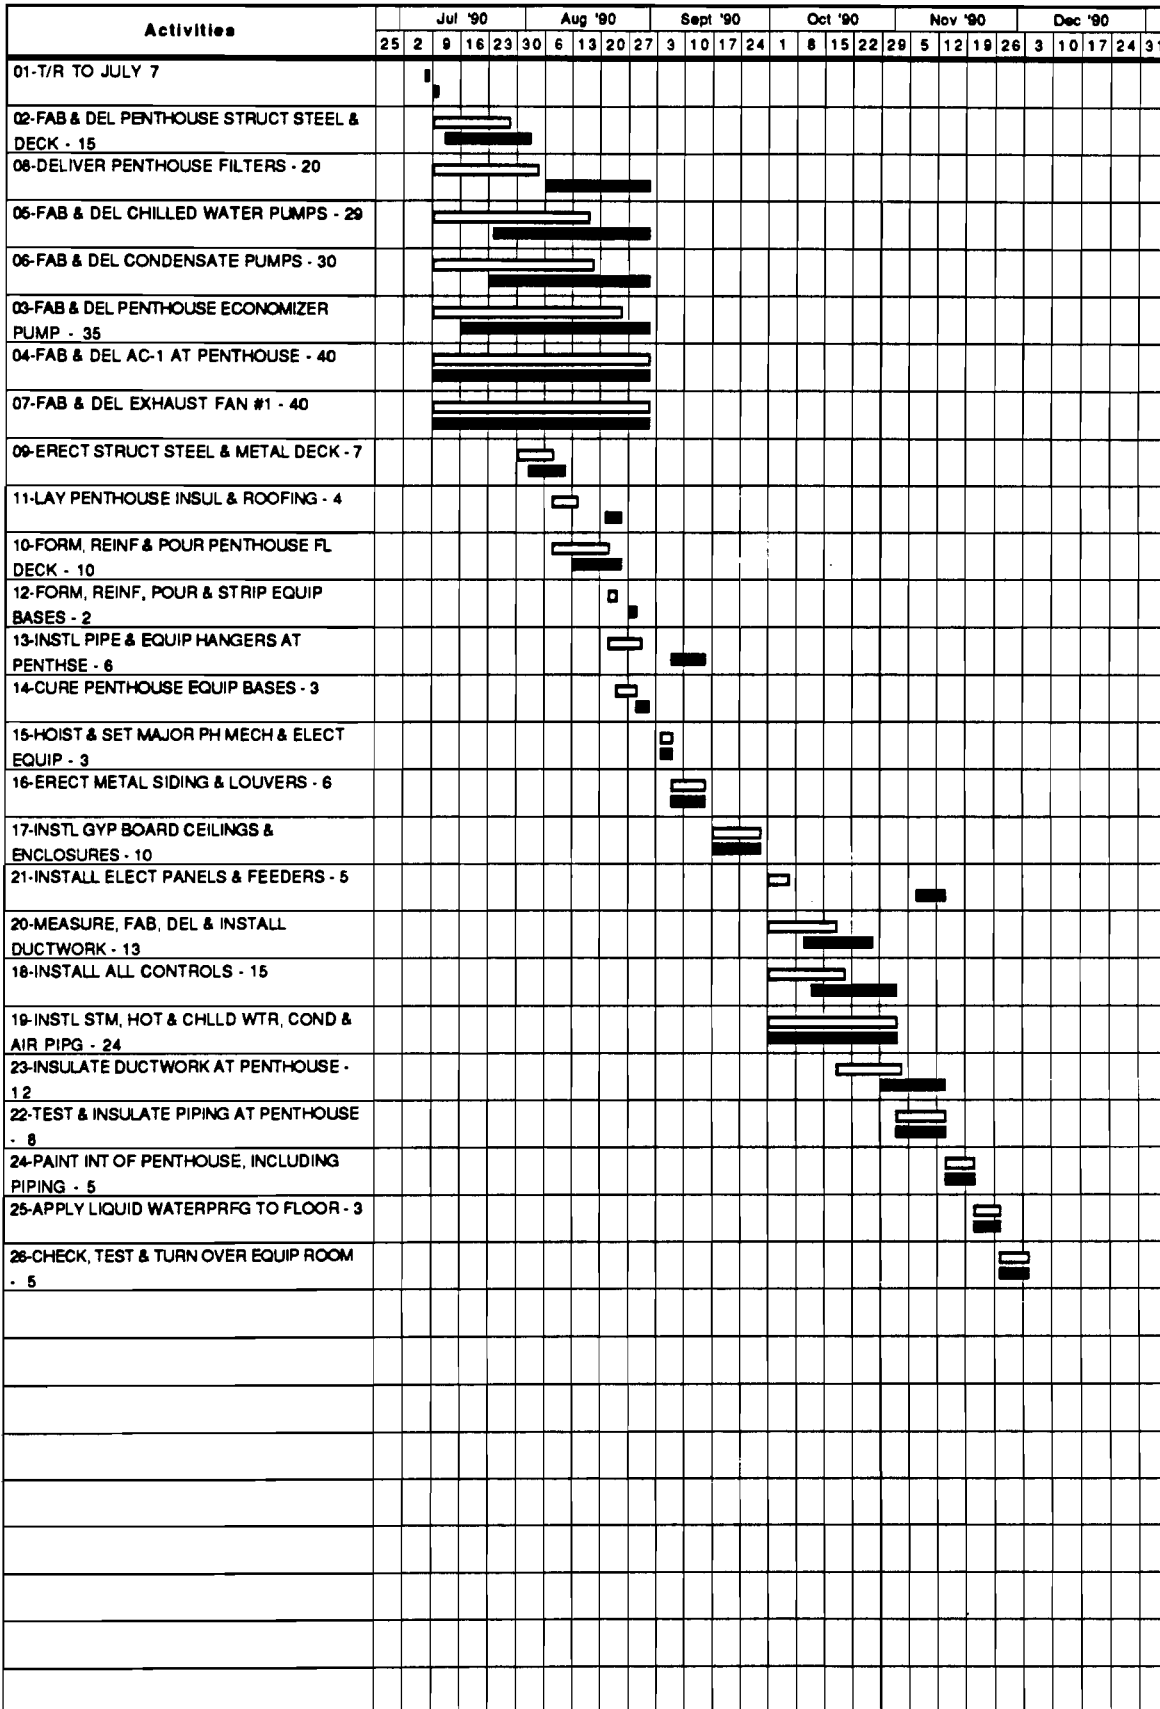 Activities
Jul '90
Aug '90
Sept '90
Oct '90
Nov '90
Dec '90
25 2 9 16 23 30 6 13 20 27 3 10 17 24 1 8 15 22 29 5 12 19 26 3 10 17 24 31
01-T/R TO JULY 7
02-FAB & DEL PENTHOUSE STRUCT STEEL &
DECK - 15
08-DELIVER PENTHOUSE FILTERS - 20
05-FAB & DEL CHILLED WATER PUMPS - 29
06-FAB & DEL CONDENSATE PUMPS - 30
03-FAB & DEL PENTHOUSE ECONOMIZER
PUMP - 35
04-FAB & DEL AC-1 AT PENTHOUSE - 40
07-FAB & DEL EXHAUST FAN #1 - 40
09-ERECT STRUCT STEEL & METAL DECK - 7
11-LAY PENTHOUSE INSUL & ROOFING - 4
10-FORM, REINF & POUR PENTHOUSE FL
DECK - 10
12-FORM, REINF, POUR & STRIP EQUIP
BASES - 2
13-INSTL PIPE & EQUIP HANGERS AT
PENTHSE - 6
14-CURE PENTHOUSE EQUIP BASES - 3
15-HOIST & SET MAJOR PH MECH & ELECT
EQUIP - 3
16-ERECT METAL SIDING & LOUVERS - 6
17-INSTL GYP BOARD CEILINGS &
ENCLOSURES - 10
21-INSTALL ELECT PANELS & FEEDERS - 5
20-MEASURE, FAB, DEL & INSTALL
DUCTWORK - 13
18-INSTALL ALL CONTROLS - 15
19-INSTL STM, HOT & CHLLD WTR, COND &
AIR PIPG - 24
23-INSULATE DUCTWORK AT PENTHOUSE -
12
22-TEST & INSULATE PIPING AT PENTHOUSE
- 8
24-PAINT INT OF PENTHOUSE, INCLUDING
PIPING - 5
25-APPLY LIQUID WATERPRFG TO FLOOR - 3
26-CHECK, TEST & TURN OVER EQUIP ROOM
- 5